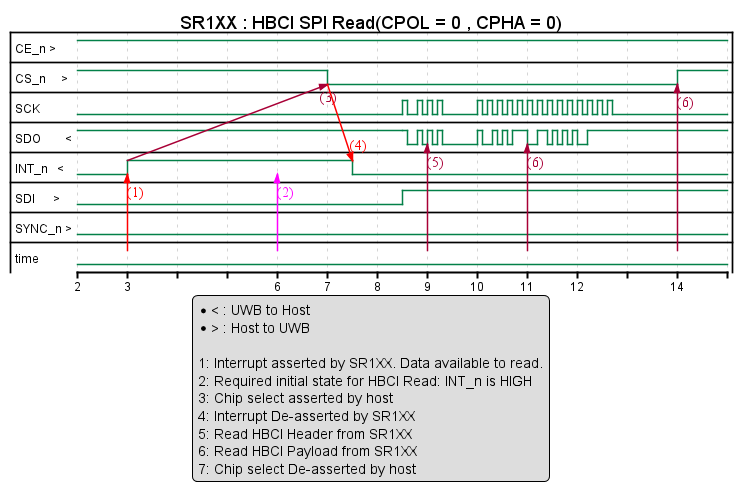 SR1XX : HBCI SPI Read(CPOL = 0 , CPHA = 0)
CE_n >
CS_n >
(3)
SCK
(6)
SDO <
(4)
INT_n <
(5)
(6)
SDI >
(1)
(2)
SYNC_n >
time
2 3 5 6 7 8 9 10 11 12 14
• < : UWB to Host
• > : Host to UWB
1: Interrupt asserted by SR1XX. Data available to read.
2: Required initial state for HBCI Read: INT_n is HIGH
3: Chip select asserted by host
4: Interrupt De-asserted by SR1XX
5: Read HBCI Header from SR1XX
6: Read HBCI Payload from SR1XX
7: Chip select De-asserted by host